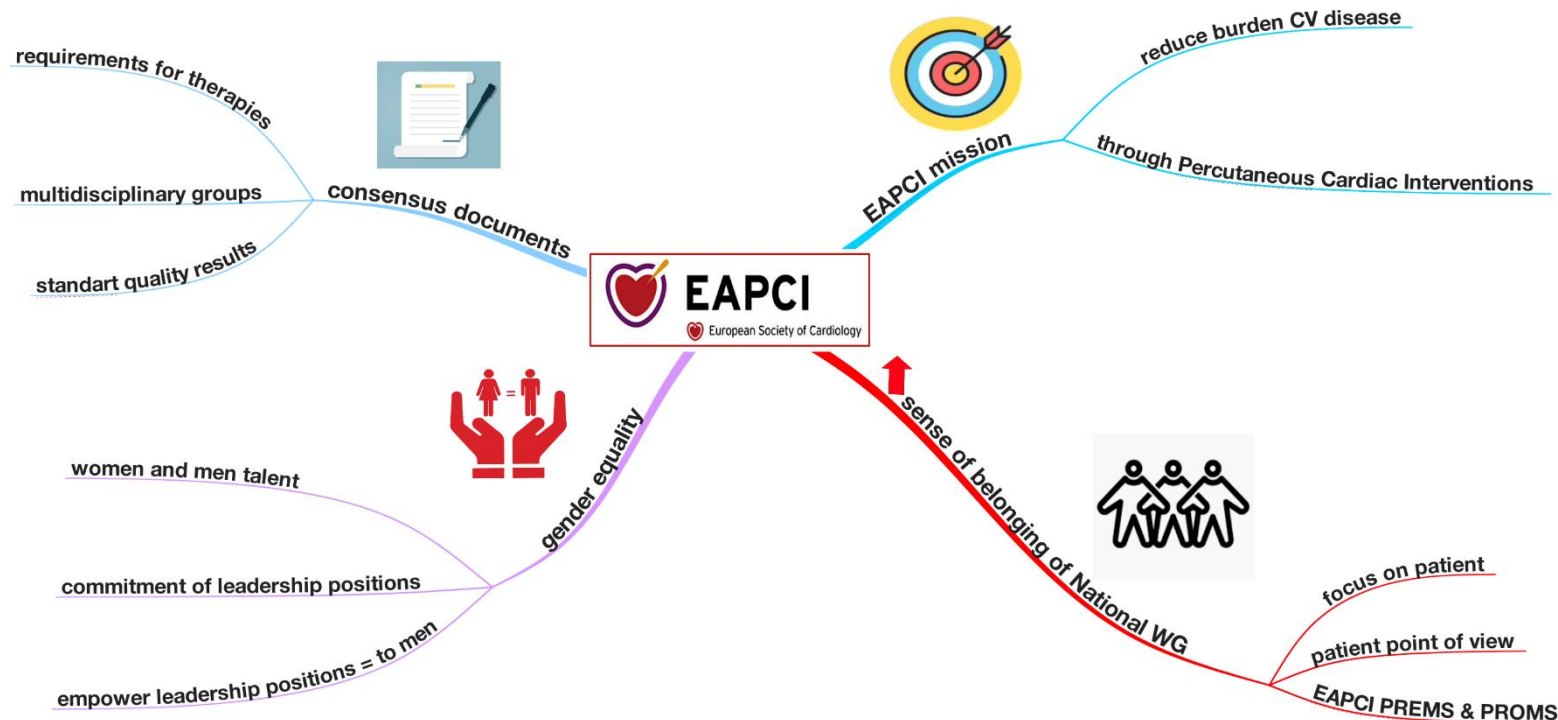 requirements for therapies
multidisciplinary groups
standart quality results
consensus documents
EAPCI mission
reduce burden CV disease
through Percutaneous Cardiac Interventions
EAPCI
European Society of Cardiology
=
gender equality
women and men talent
commitment of leadership positions
empower leadership positions = to men
sense of belonging of National WG
focus on patient
patient point of view
EAPCI PREMS & PROMS